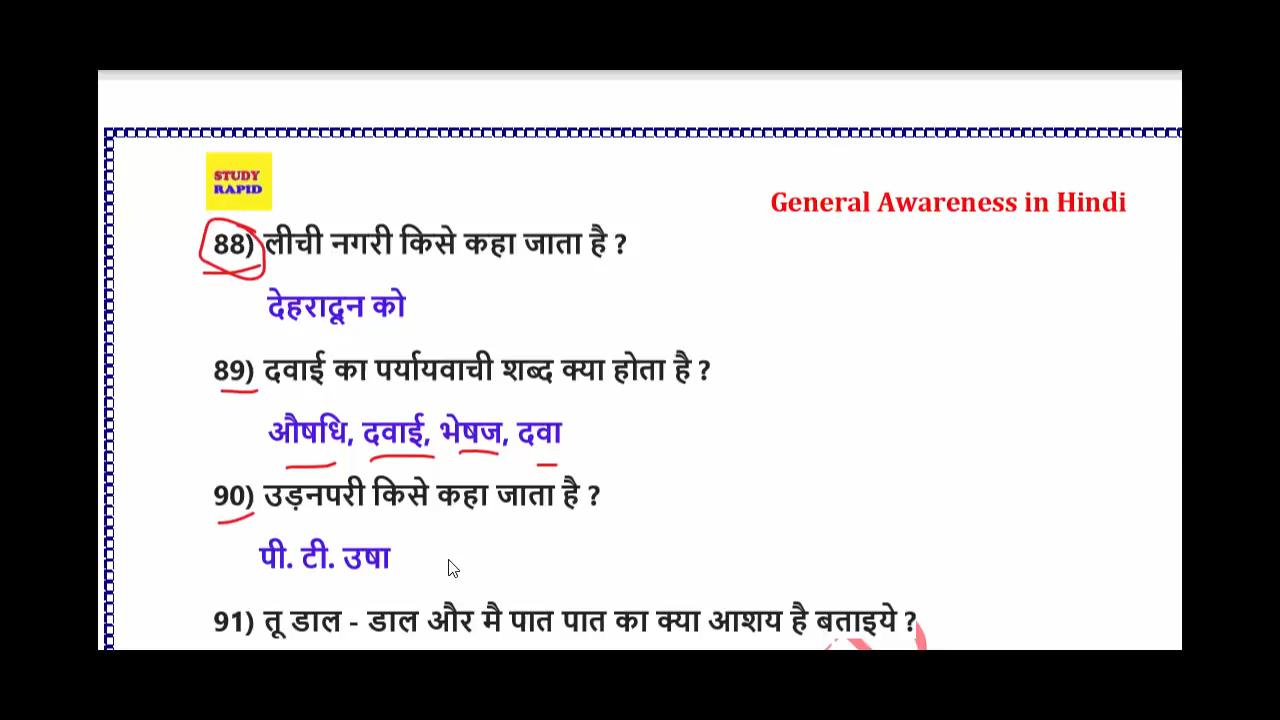 STUDY
RAPID
General Awareness in Hindi
88) लीची नगरी किसे कहा जाता है ?
देहरादून को
89) दवाई का पर्यायवाची शब्द क्या होता है ?
औषधि, दवाई, भेषज, दवा
90) उड़नपरी किसे कहा जाता है ?
पी. टी. उषा
91) तू डाल - डाल और मै पात पात का क्या आशय है बताइये ?